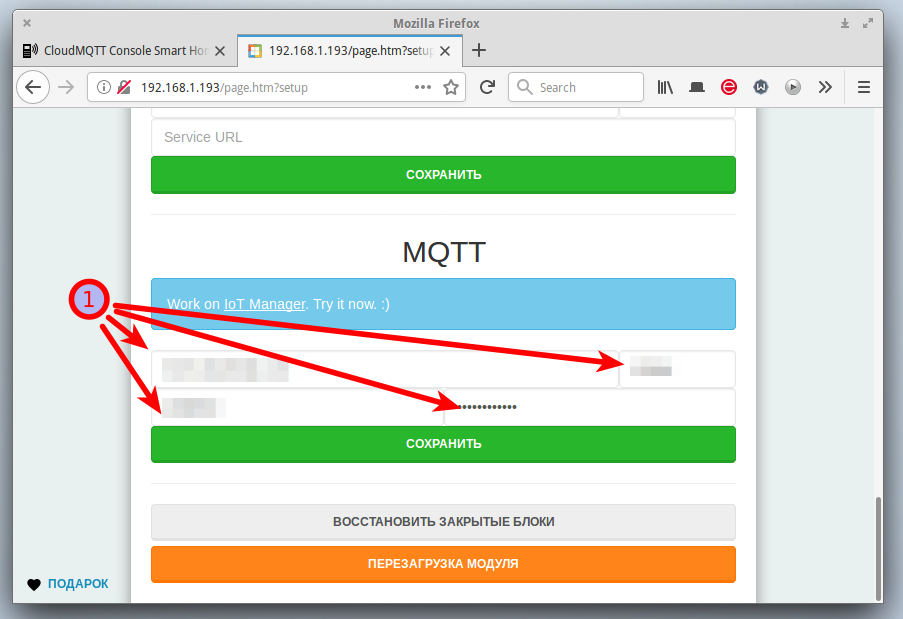 Mozilla Firefox
CloudMQTT Console Smart Ho
192.168.1.193/page.htm?setup
192.168.1.193/page.htm?setup
Search
Service URL
СОХРАНИТЬ
MQTT
Work on IoT Manager. Try it now. :)
1
••••••••••••
СОХРАНИТЬ
ВОССТАНОВИТЬ ЗАКРЫТЫЕ БЛОКИ
ПЕРЕЗАГРУЗКА МОДУЛЯ
ПОДАРОК